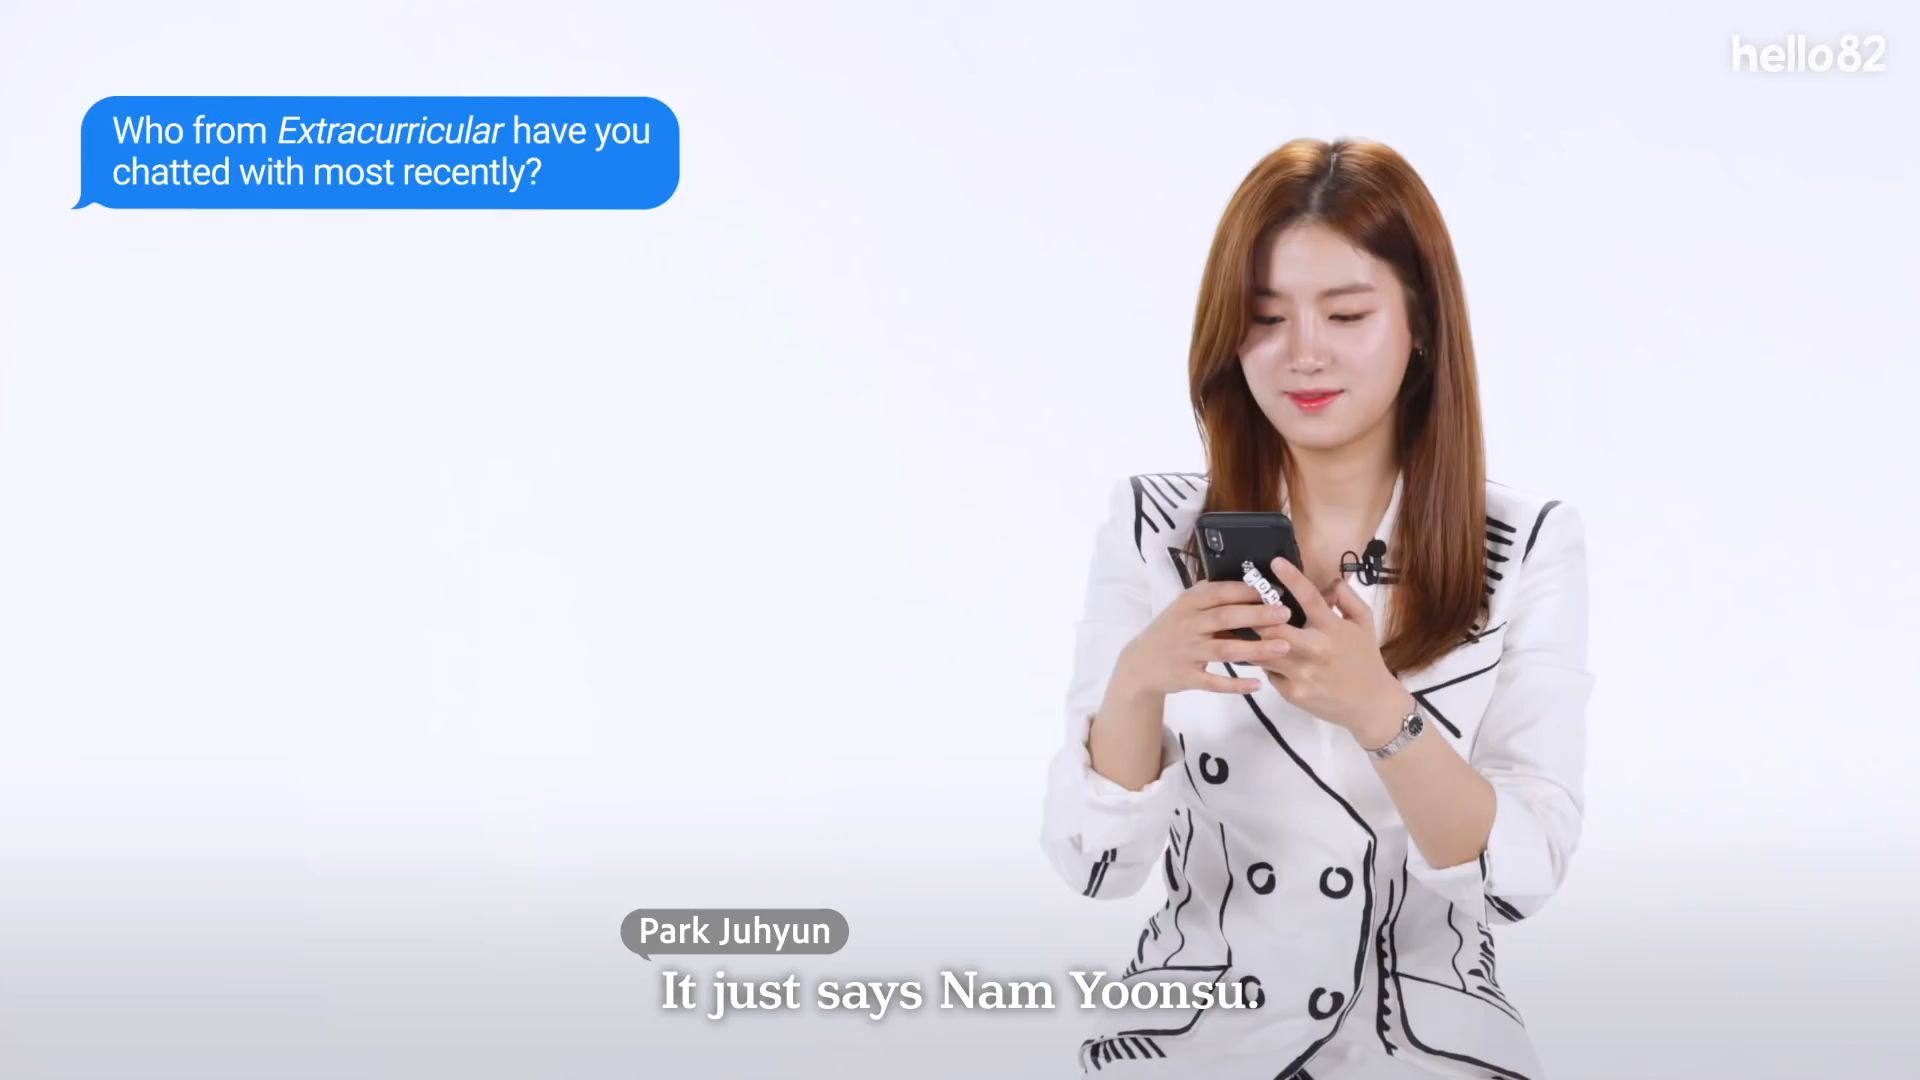 hello82
Who from Extracurricular have you
chatted with most recently?
Park Juhyun
It just says Nam Yoonsu.